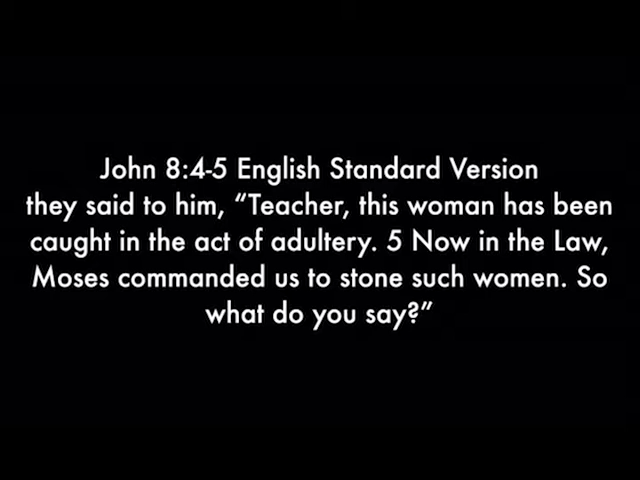 John 8:4-5 English Standard Version
they said to him, “Teacher, this woman has been
caught in the act of adultery. 5 Now in the Law,
Moses commanded us to stone such women. So
what do you say?”